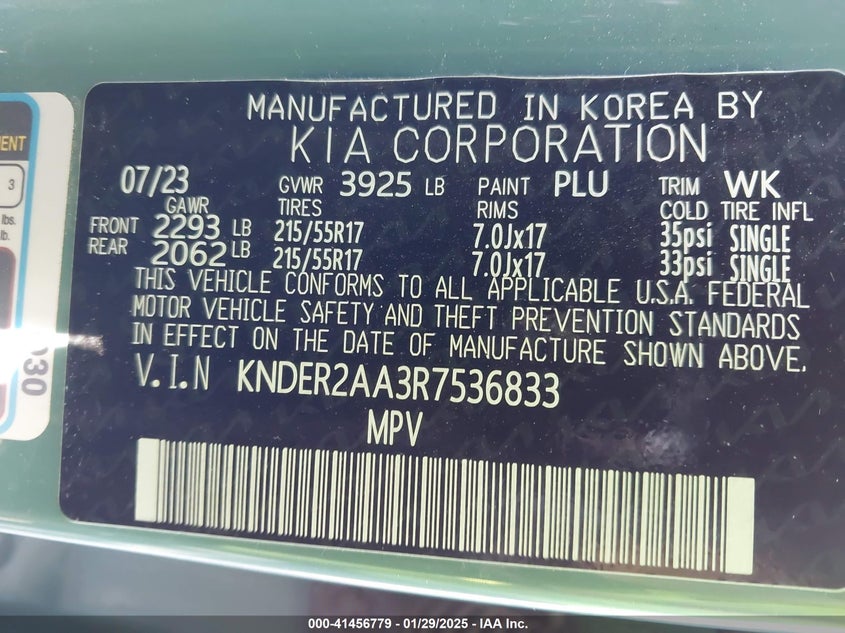 MANUFACTURED IN KOREA BY
KIA CORPORATION
07/23 GVWR 3925 LB PAINT PLU TRIM WK
GAWR TIRES RIMS COLD TIRE INFL
FRONT 2293 LB 215/55R17 7.0Jx17 35psi SINGLE
REAR 2062 LB 215/55R17 7.0Jx17 33psi SINGLE
THIS VEHICLE CONFORMS TO ALL APPLICABLE U.S.A. FEDERAL
MOTOR VEHICLE SAFETY AND THEFT PREVENTION STANDARDS
IN EFFECT ON THE DATE OF MANUFACTURE SHOWN ABOVE.
V.I.N KNDER2AA3R7536833
MPV
3
lbs.
lb.
000-41456779 - 01/29/2025 - IAA Inc.